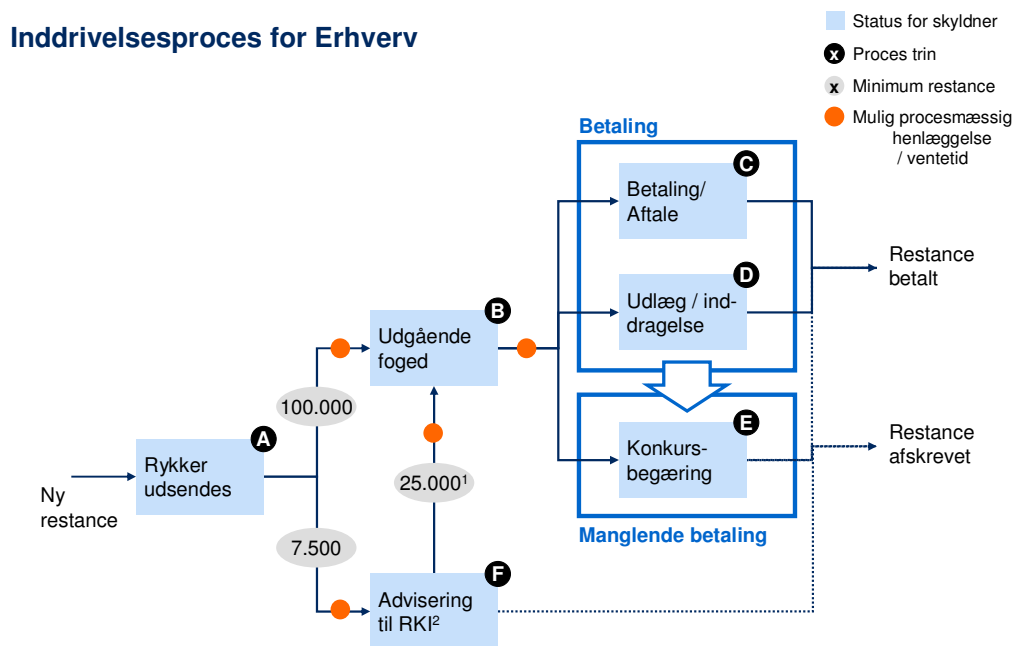 Inddrivelsesproces for Erhverv
Status for skyldner
x Proces trin
x Minimum restance
Mulig procesmæssig
henlæggelse
/ ventetid
Betaling
C
Betaling/
Aftale
D
Udlæg / ind-
dragelse
Restance
betalt
B
Udgående
foged
100.000
A
Rykker
udsendes
Ny
restance
25.000¹
7.500
E
Konkurs-
begæring
Manglende betaling
Restance
afskrevet
F
Advisering
til RKI²